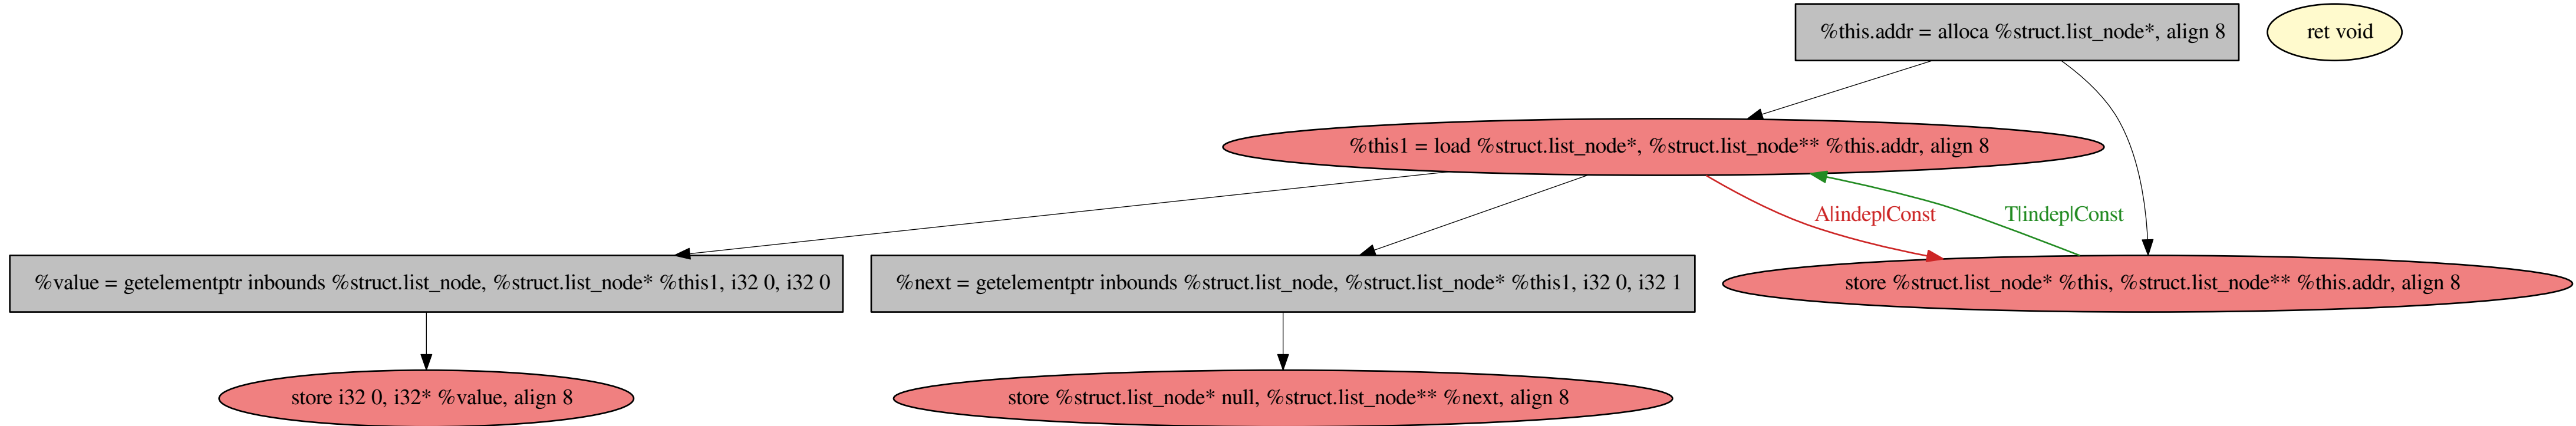 %this.addr = alloca %struct.list_node*, align 8
ret void
%this1 = load %struct.list_node*, %struct.list_node** %this.addr, align 8
A|indep|Const
T|indep|Const
%value = getelementptr inbounds %struct.list_node, %struct.list_node* %this1, i32 0, i32 0
%next = getelementptr inbounds %struct.list_node, %struct.list_node* %this1, i32 0, i32 1
store %struct.list_node* %this, %struct.list_node** %this.addr, align 8
store i32 0, i32* %value, align 8
store %struct.list_node* null, %struct.list_node** %next, align 8